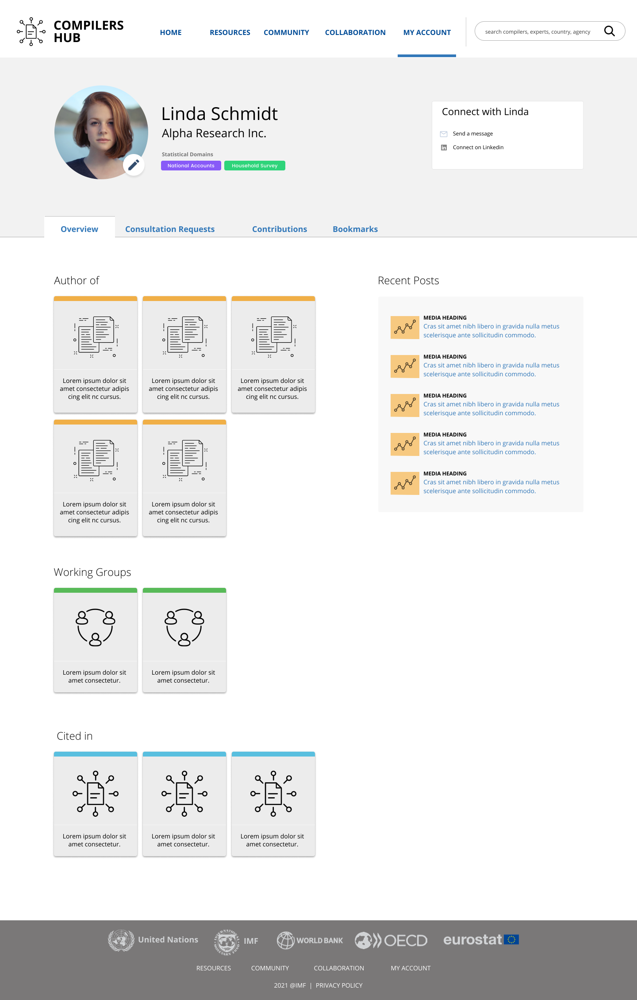 COMPILERS
HUB
HOME RESOURCES COMMUNITY COLLABORATION MY ACCOUNT
search compilers, experts, country, agency
Linda Schmidt
Alpha Research Inc.
Statistical Domains
National Accounts Household Survey
Connect with Linda
Send a message
Connect on Linkedin
Overview Consultation Requests Contributions Bookmarks
Author of
Lorem ipsum dolor sit
amet consectetur adipis
cing elit nc cursus.
Lorem ipsum dolor sit
amet consectetur adipis
cing elit nc cursus.
Lorem ipsum dolor sit
amet consectetur adipis
cing elit nc cursus.
Lorem ipsum dolor sit
amet consectetur adipis
cing elit nc cursus.
Lorem ipsum dolor sit
amet consectetur adipis
cing elit nc cursus.
Recent Posts
MEDIA HEADING
Cras sit amet nibh libero in gravida nulla metus
scelerisque ante sollicitudin commodo.
MEDIA HEADING
Cras sit amet nibh libero in gravida nulla metus
scelerisque ante sollicitudin commodo.
MEDIA HEADING
Cras sit amet nibh libero in gravida nulla metus
scelerisque ante sollicitudin commodo.
MEDIA HEADING
Cras sit amet nibh libero in gravida nulla metus
scelerisque ante sollicitudin commodo.
MEDIA HEADING
Cras sit amet nibh libero in gravida nulla metus
scelerisque ante sollicitudin commodo.
Working Groups
Lorem ipsum dolor sit
amet consectetur.
Lorem ipsum dolor sit
amet consectetur.
Cited in
Lorem ipsum dolor sit
amet consectetur.
Lorem ipsum dolor sit
amet consectetur.
Lorem ipsum dolor sit
amet consectetur.
United Nations
INTERNATIONAL MONETARY FUND
IMF
WORLD BANK
OECD
eurostat
RESOURCES COMMUNITY COLLABORATION MY ACCOUNT
2021 @IMF | PRIVACY POLICY